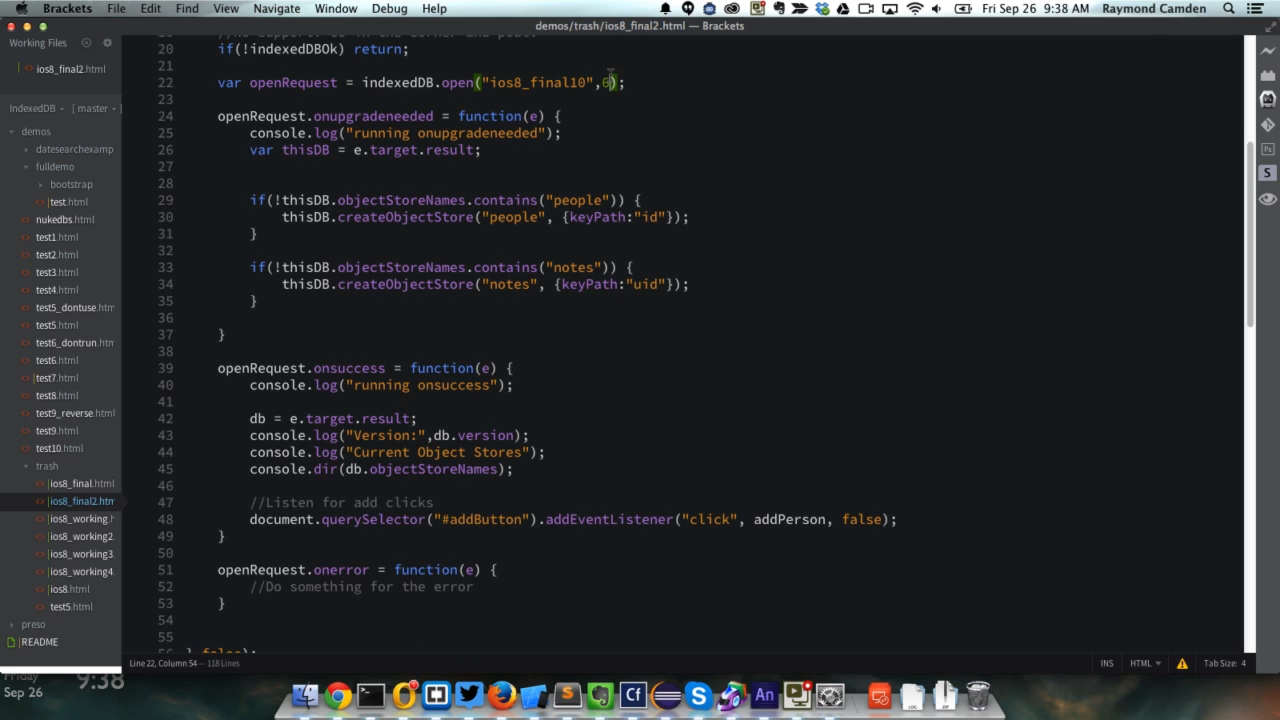 Brackets File Edit Find View Navigate Window Debug Help Fri Sep 26 9:38 AM Raymond Camden
demos/trash/ios8_final2.html — Brackets
Working Files
ios8_final2.html
IndexedDB [ master ]
demos
datesearchexamp
fulldemo
bootstrap
test.html
nukedbs.html
test1.html
test2.html
test3.html
test4.html
test5_dontuse.htm
test5.html
test6_dontrun.htm
test6.html
test7.html
test8.html
test9_reverse.html
test9.html
test10.html
trash
ios8_final.html
ios8_final2.htm
ios8_working.h
ios8_working2.
ios8_working3.
ios8_working4.
ios8.html
test5.html
preso
README
20 if(!indexedDBOk) return;
21
22 var openRequest = indexedDB.open("ios8_final10",6);
23
24 openRequest.onupgradeneeded = function(e) {
25 console.log("running onupgradeneeded");
26 var thisDB = e.target.result;
27
28
29 if(!thisDB.objectStoreNames.contains("people")) {
30 thisDB.createObjectStore("people", {keyPath:"id"});
31 }
32
33 if(!thisDB.objectStoreNames.contains("notes")) {
34 thisDB.createObjectStore("notes", {keyPath:"uid"});
35 }
36
37 }
38
39 openRequest.onsuccess = function(e) {
40 console.log("running onsuccess");
41
42 db = e.target.result;
43 console.log("Version:",db.version);
44 console.log("Current Object Stores");
45 console.dir(db.objectStoreNames);
46
47 //Listen for add clicks
48 document.querySelector("#addButton").addEventListener("click", addPerson, false);
49 }
50
51 openRequest.onerror = function(e) {
52 //Do something for the error
53 }
54
55
Line 22, Column 54 — 118 Lines INS HTML Tab Size: 4
Friday 9:38
Sep 26
Ps
S
Cf
An